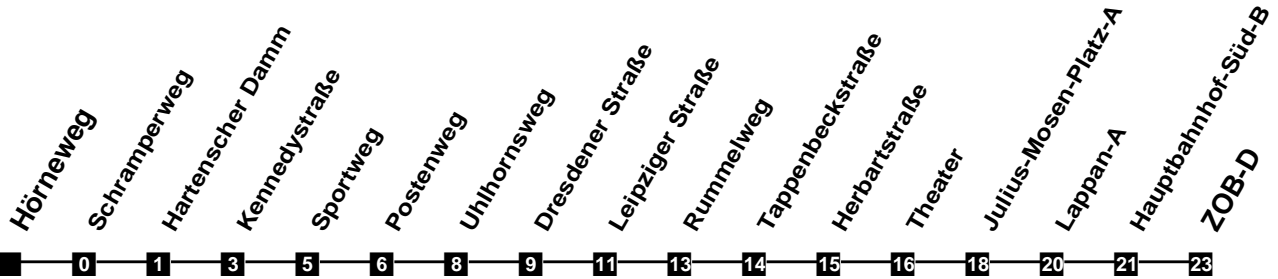 Hörneweg
Schramperweg
Hartenscher Damm
Kennedystraße
Sportweg
Postenweg
Uhlhornsweg
Dresdener Straße
Leipziger Straße
Rummelweg
Tappenbeckstraße
Herbartstraße
Theater
Julius-Mosen-Platz-A
Lappan-A
Hauptbahnhof-Süd-B
ZOB-D
0 1 3 5 6 8 9 11 13 14 15 16 18 20 21 23